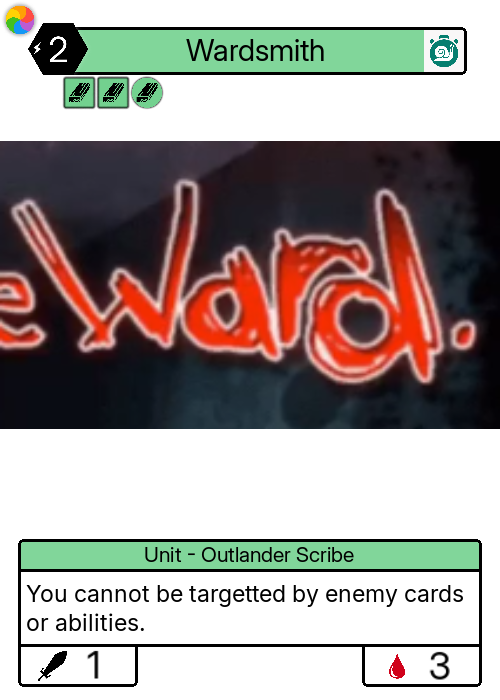 2
Wardsmith
e Ward.
Unit - Outlander Scribe
You cannot be targetted by enemy cards
or abilities.
1
3